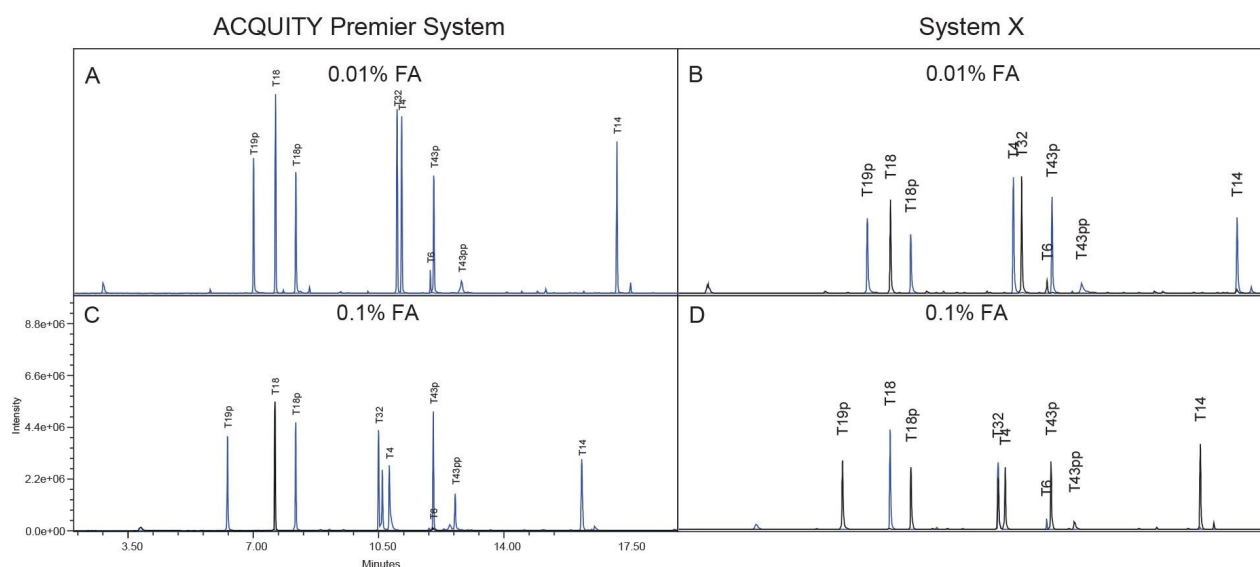 ACQUITY Premier System
System X
A
0.01% FA
T19p
T18
T18p
T32
T4
T6
T43p
T43pp
T14
B
0.01% FA
T19p
T18
T18p
T4
T32
T6
T43p
T43pp
T14
C
0.1% FA
8.8e+06
6.6e+06
4.4e+06
2.2e+06
0.0e+00
Intensity
T19p
T18
T18p
T32
T4
T43p
T6
T43pp
T14
3.50
7.00
10.50
14.00
17.50
Minutes
D
0.1% FA
T19p
T18
T18p
T32
T4
T6
T43p
T43pp
T14